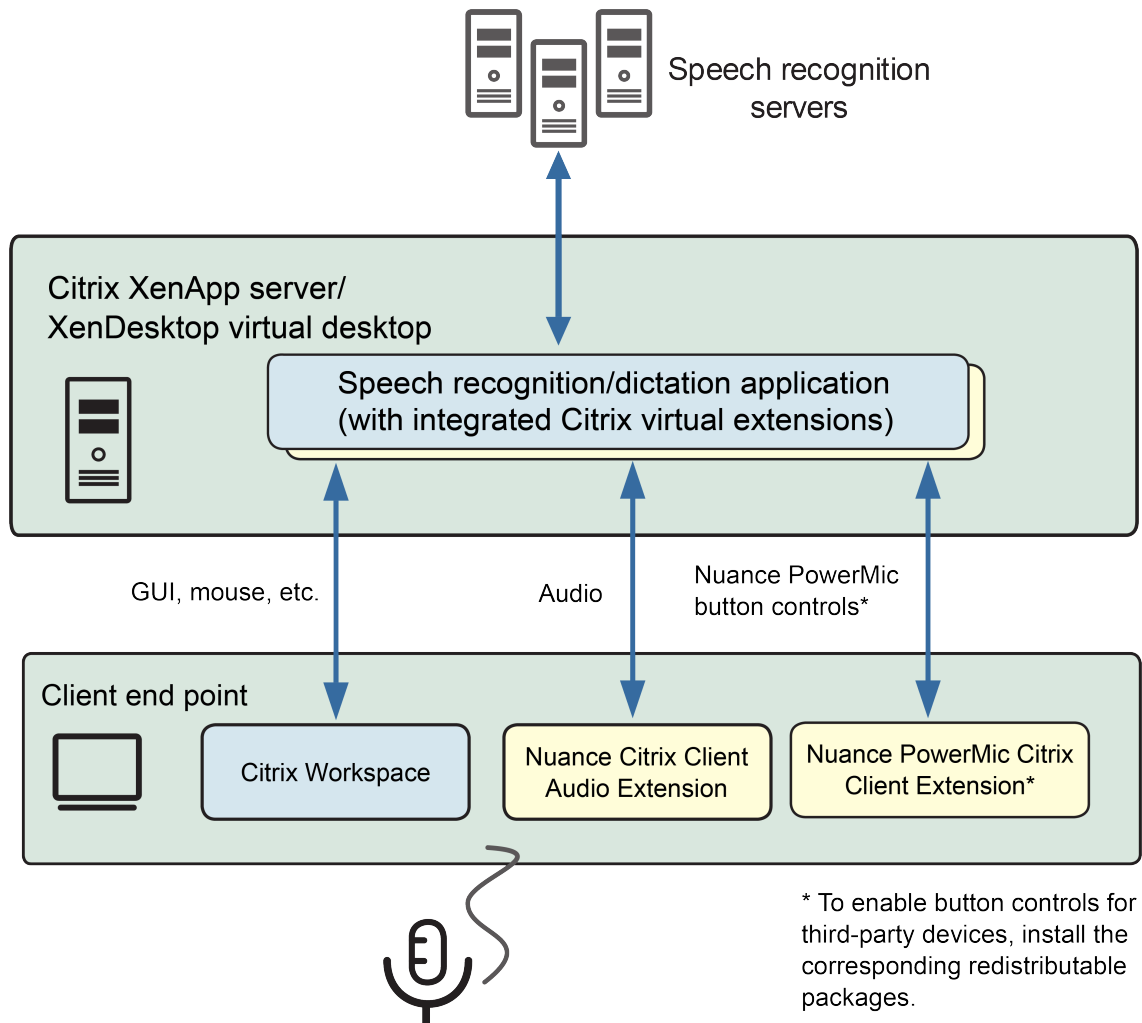 Speech recognition
servers
Citrix XenApp server/
XenDesktop virtual desktop
Speech recognition/dictation application
(with integrated Citrix virtual extensions)
GUI, mouse, etc.
Audio
Nuance PowerMic
button controls*
Client end point
Citrix Workspace
Nuance Citrix Client
Audio Extension
Nuance PowerMic Citrix
Client Extension*
* To enable button controls for
third-party devices, install the
corresponding redistributable
packages.